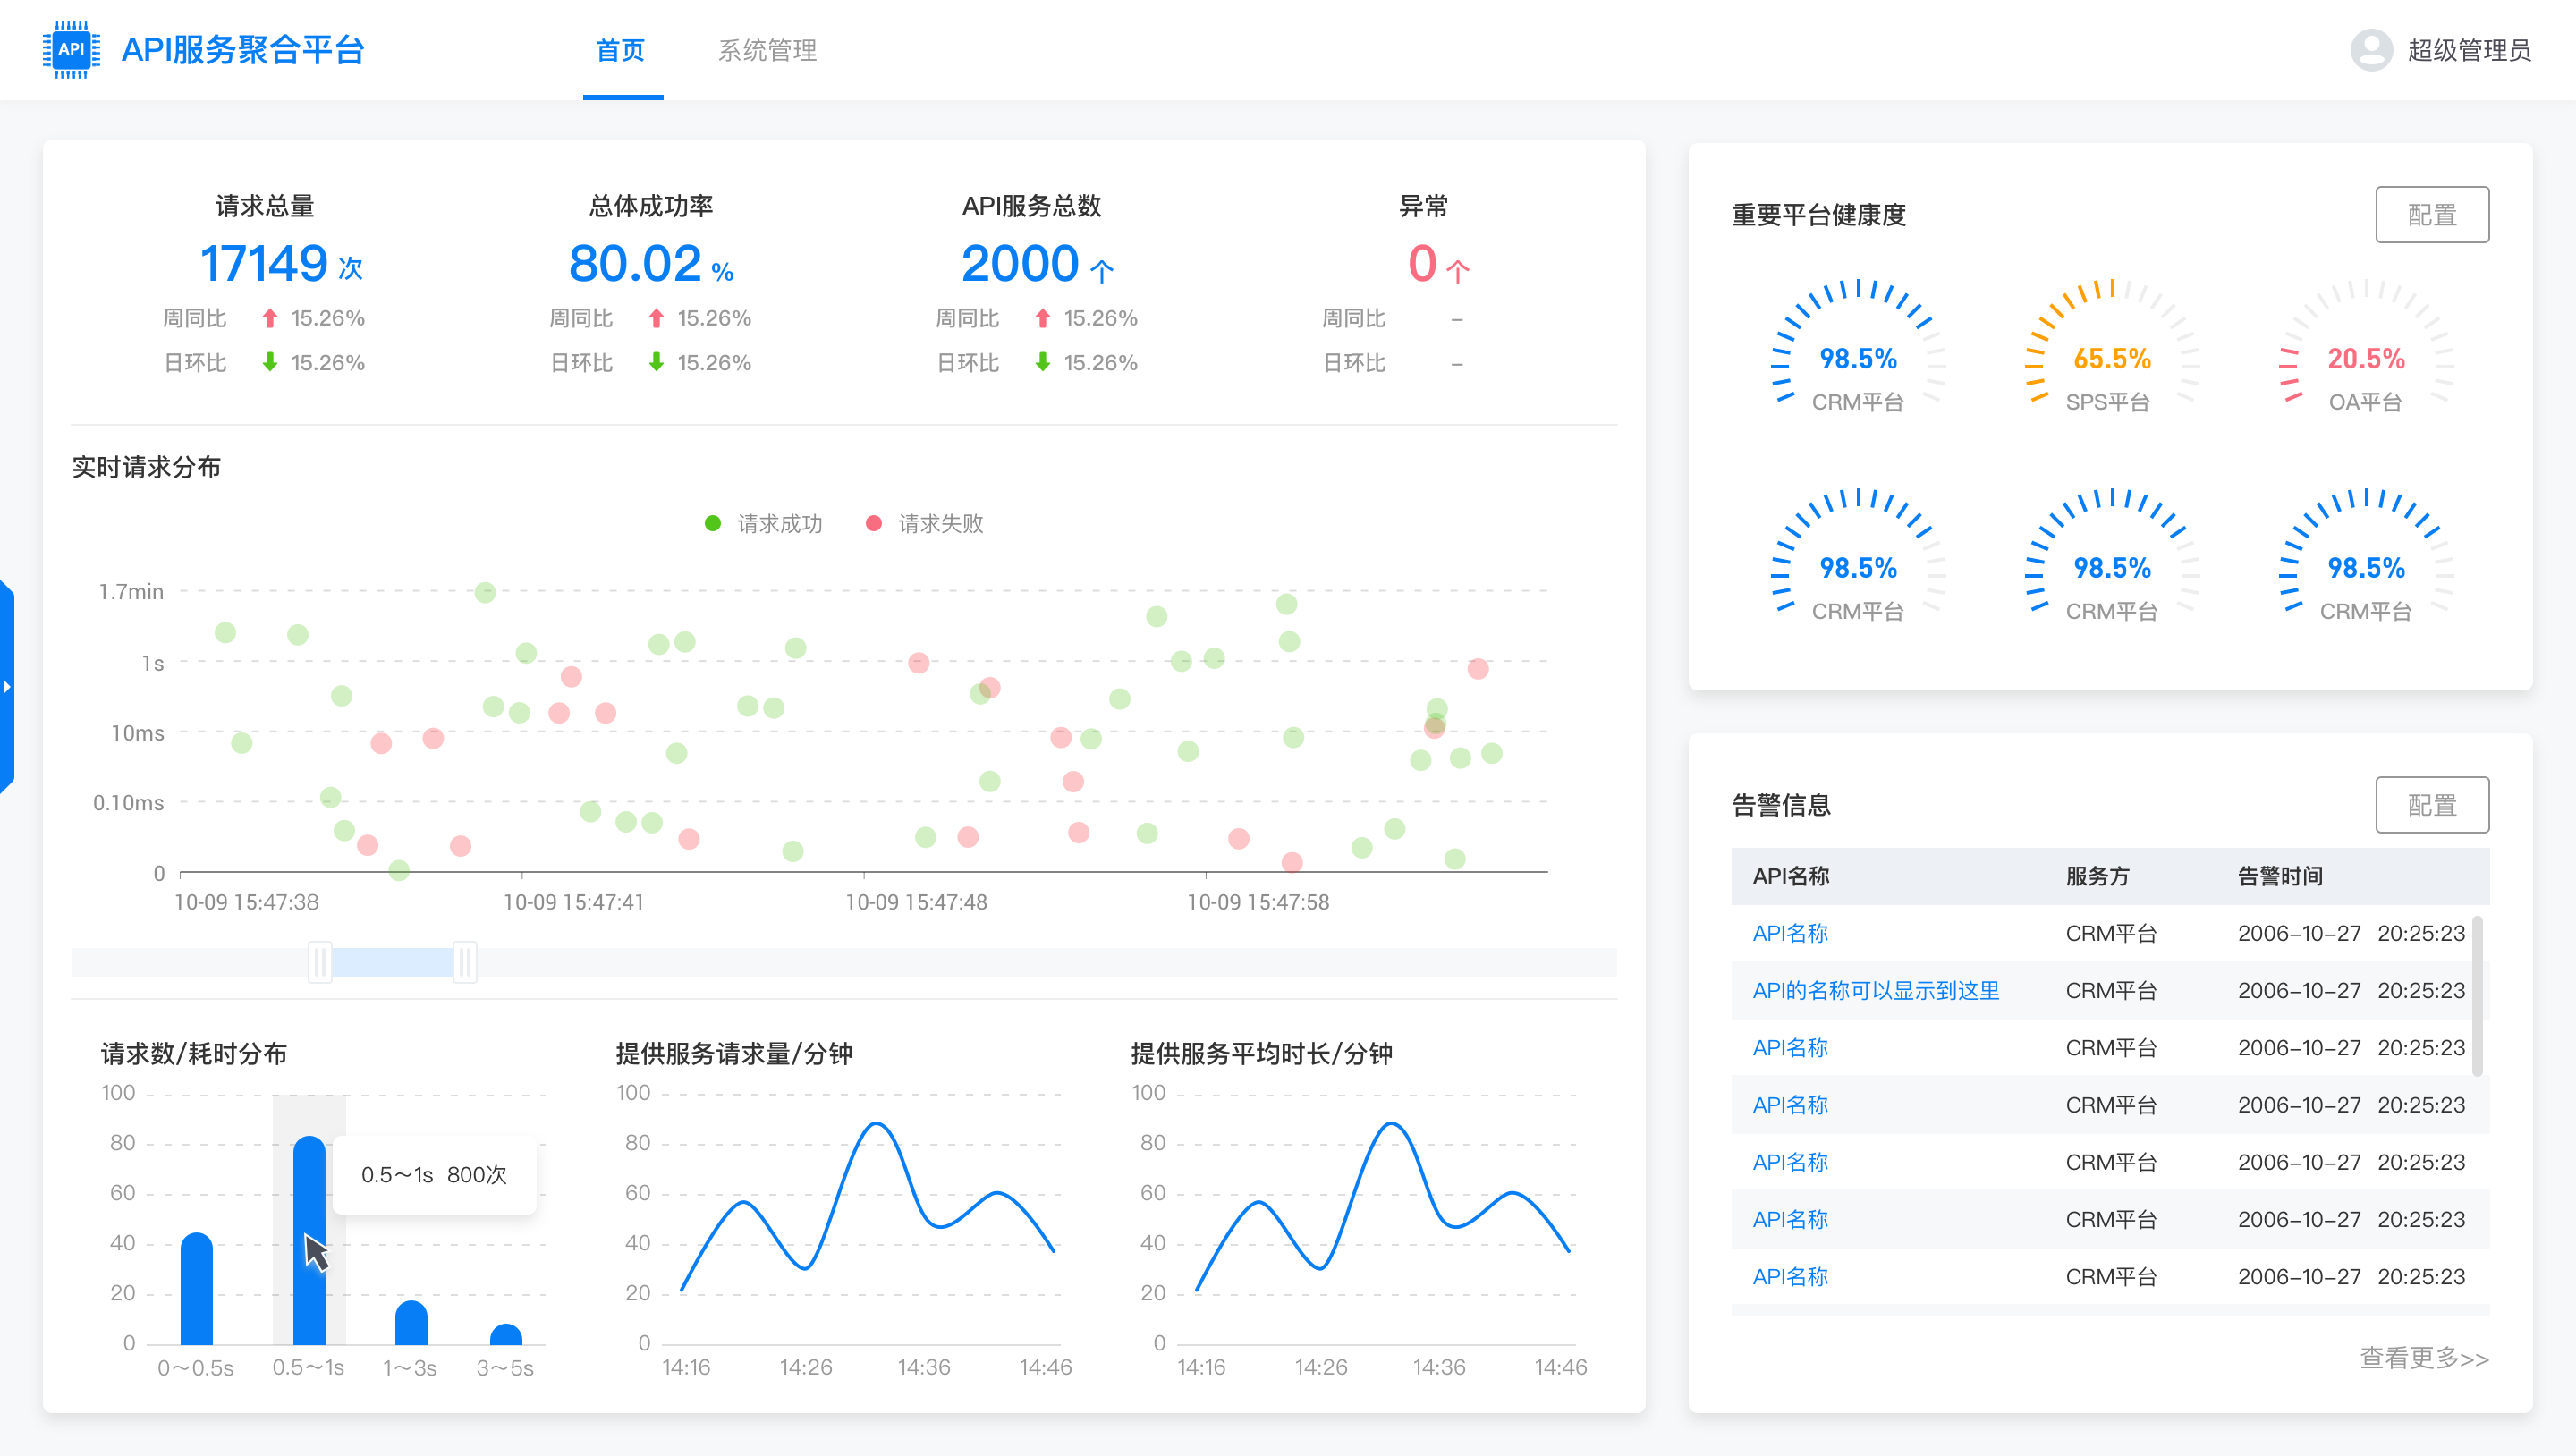 API
API服务聚合平台
首页
系统管理
超级管理员
请求总量
17149 次
周同比 15.26%
日环比 15.26%
总体成功率
80.02 %
周同比 15.26%
日环比 15.26%
API服务总数
2000 个
周同比 15.26%
日环比 15.26%
异常
0 个
周同比 –
日环比 –
实时请求分布
请求成功
请求失败
1.7min
1s
10ms
0.10ms
0
10-09 15:47:38
10-09 15:47:41
10-09 15:47:48
10-09 15:47:58
请求数/耗时分布
100
80
60
40
20
0
0～0.5s
0.5～1s
1～3s
3～5s
0.5～1s 800次
提供服务请求量/分钟
100
80
60
40
20
0
14:16
14:26
14:36
14:46
提供服务平均时长/分钟
100
80
60
40
20
0
14:16
14:26
14:36
14:46
重要平台健康度
配置
98.5%
CRM平台
65.5%
SPS平台
20.5%
OA平台
98.5%
CRM平台
98.5%
CRM平台
98.5%
CRM平台
告警信息
配置
API名称 服务方 告警时间
API名称 CRM平台 2006-10-27 20:25:23
API的名称可以显示到这里 CRM平台 2006-10-27 20:25:23
API名称 CRM平台 2006-10-27 20:25:23
API名称 CRM平台 2006-10-27 20:25:23
API名称 CRM平台 2006-10-27 20:25:23
API名称 CRM平台 2006-10-27 20:25:23
API名称 CRM平台 2006-10-27 20:25:23
查看更多>>